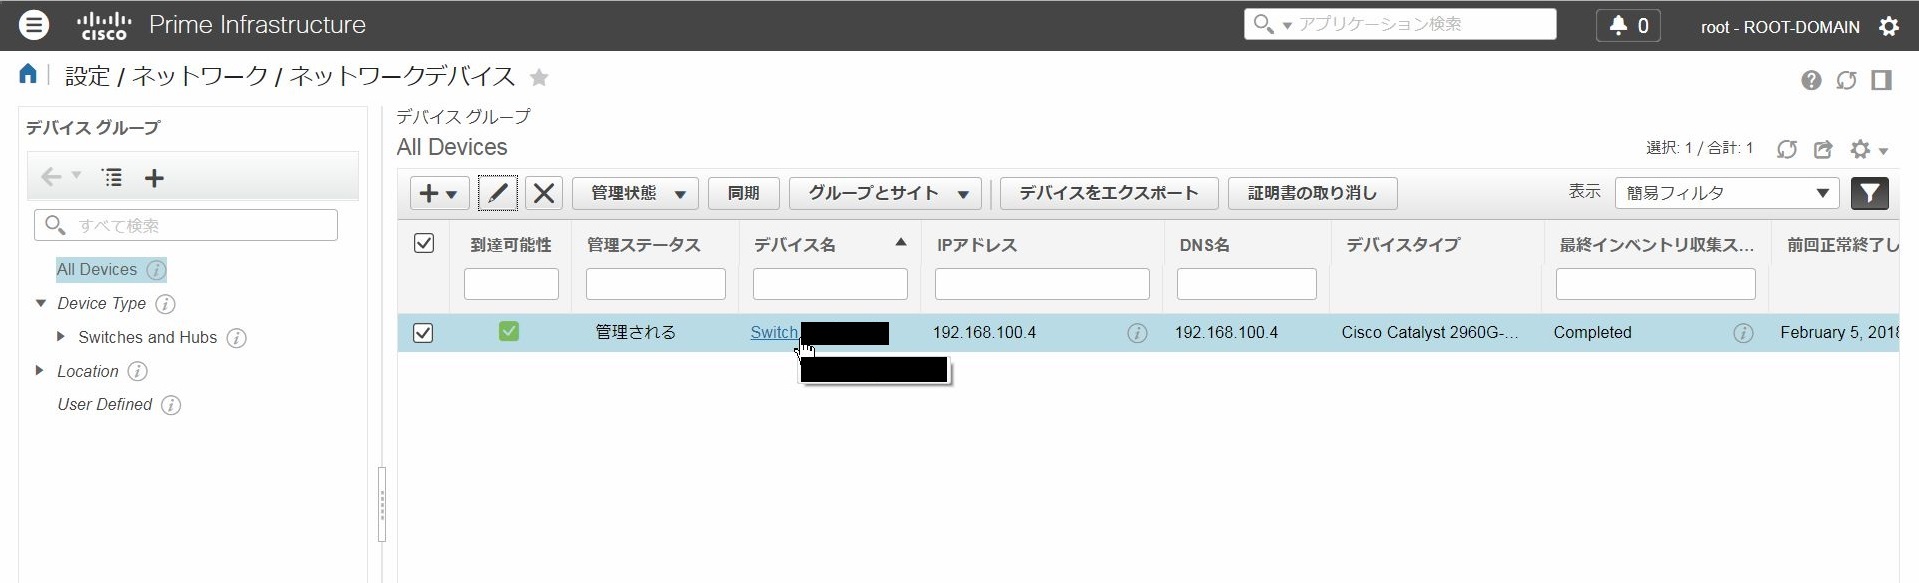 cisco Prime Infrastructure
アプリケーション検索
0
root - ROOT-DOMAIN
設定 / ネットワーク / ネットワークデバイス
デバイス グループ
すべて検索
All Devices
Device Type
Switches and Hubs
Location
User Defined
デバイス グループ
All Devices
選択: 1 / 合計: 1
管理状態 同期 グループとサイト デバイスをエクスポート 証明書の取り消し 表示 簡易フィルタ
到達可能性 管理ステータス デバイス名 IPアドレス DNS名 デバイスタイプ 最終インベントリ収集ス... 前回正常終了し
管理される Switch 192.168.100.4 192.168.100.4 Cisco Catalyst 2960G-... Completed February 5, 2018